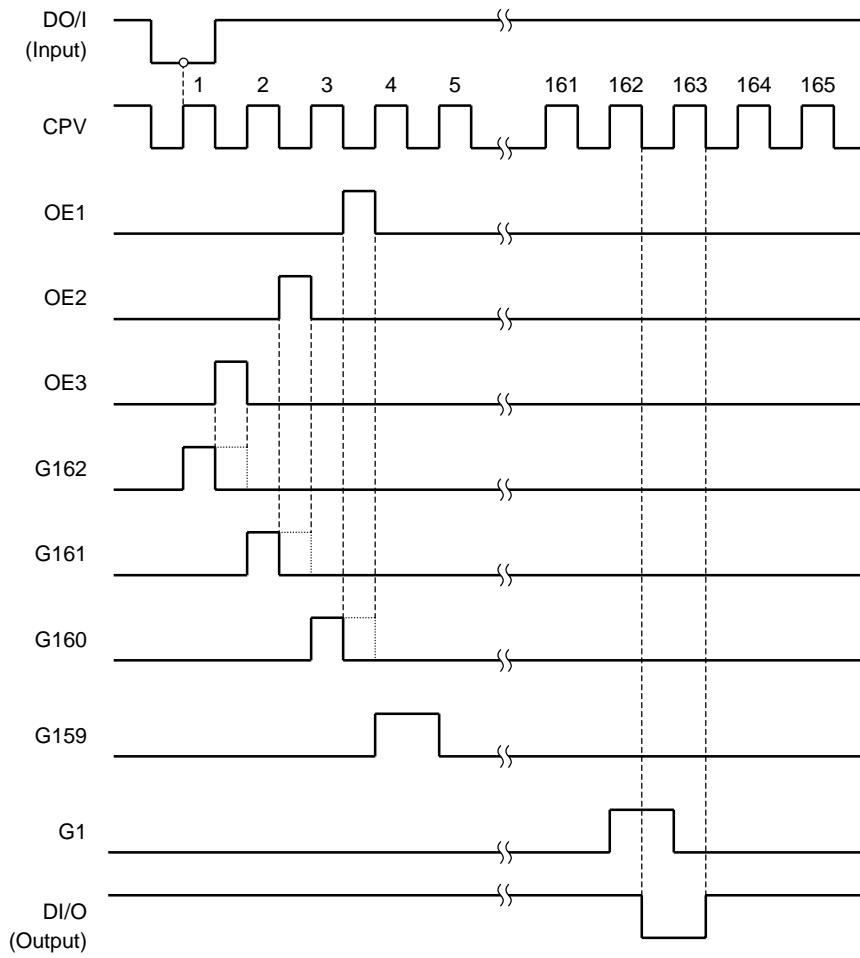 DO/I
(Input)
1 2 3 4 5 161 162 163 164 165
CPV
OE1
OE2
OE3
G162
G161
G160
G159
G1
DI/O
(Output)